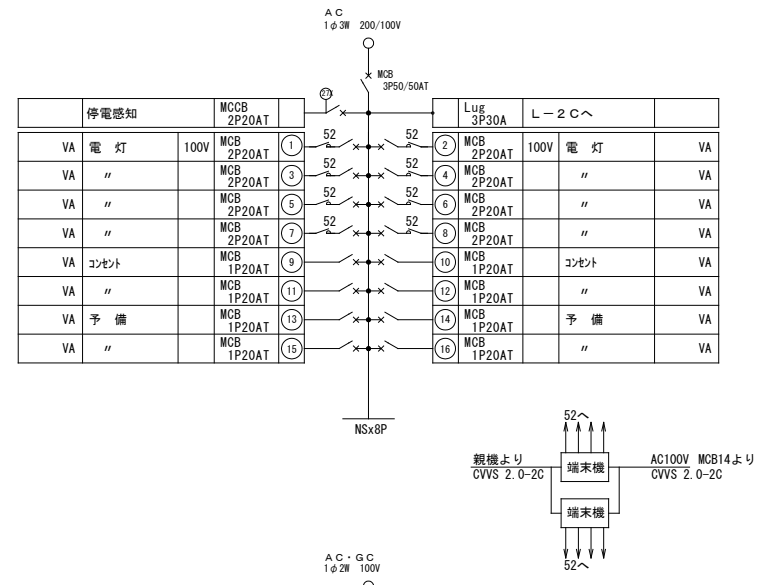 AC
1φ3W 200/100V
MCB
3P50/50AT
27X
停電感知 MCCB 2P20AT
Lug 3P30A L－2Cへ
VA 電 灯 100V MCB 2P20AT 1 52 52 2 MCB 2P20AT 100V 電 灯 VA
VA 〃 MCB 2P20AT 3 52 52 4 MCB 2P20AT 〃 VA
VA 〃 MCB 2P20AT 5 52 52 6 MCB 2P20AT 〃 VA
VA 〃 MCB 2P20AT 7 52 52 8 MCB 2P20AT 〃 VA
VA コンセント MCB 1P20AT 9 10 MCB 1P20AT コンセント VA
VA 〃 MCB 1P20AT 11 12 MCB 1P20AT 〃 VA
VA 予 備 MCB 1P20AT 13 14 MCB 1P20AT 予 備 VA
VA 〃 MCB 1P20AT 15 16 MCB 1P20AT 〃 VA
NSx8P
52へ
親機より 端末機 AC100V MCB14より
CVVS 2.0-2C CVVS 2.0-2C
端末機
52へ
AC・GC
1φ2W 100V